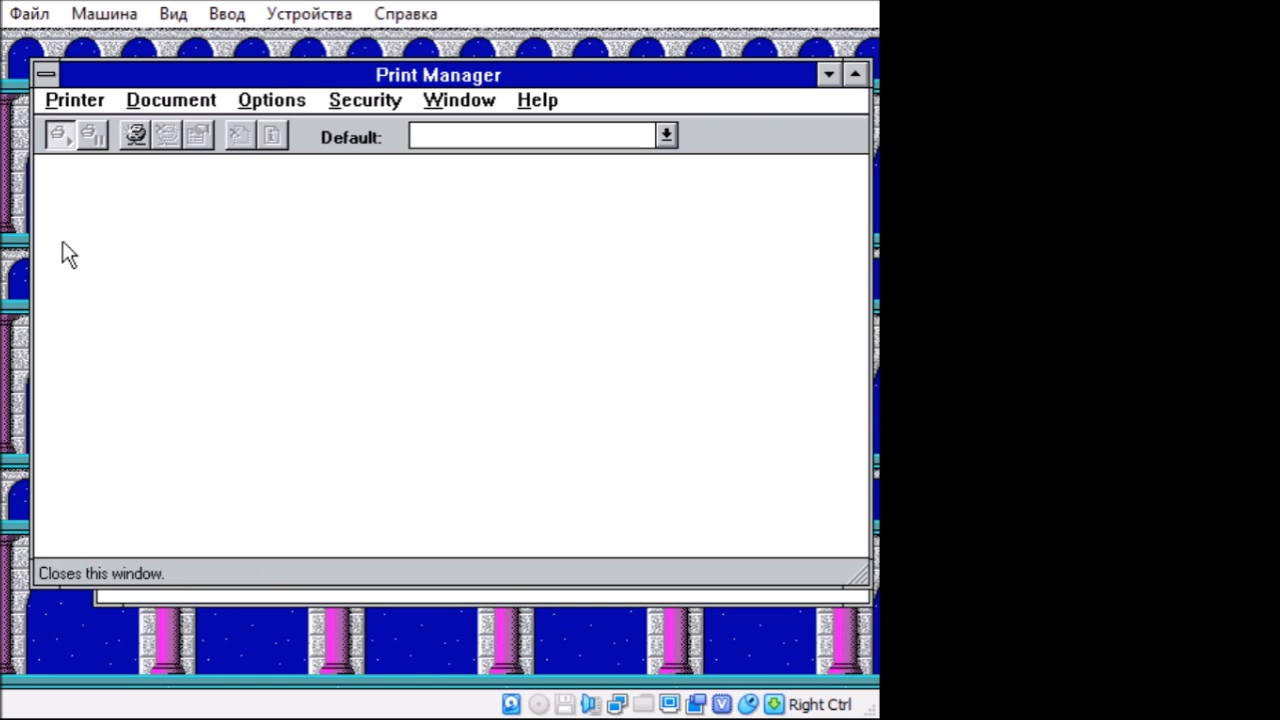 Файл Машина Вид Ввод Устройства Справка
Print Manager
Printer Document Options Security Window Help
Default:
Closes this window.
Right Ctrl